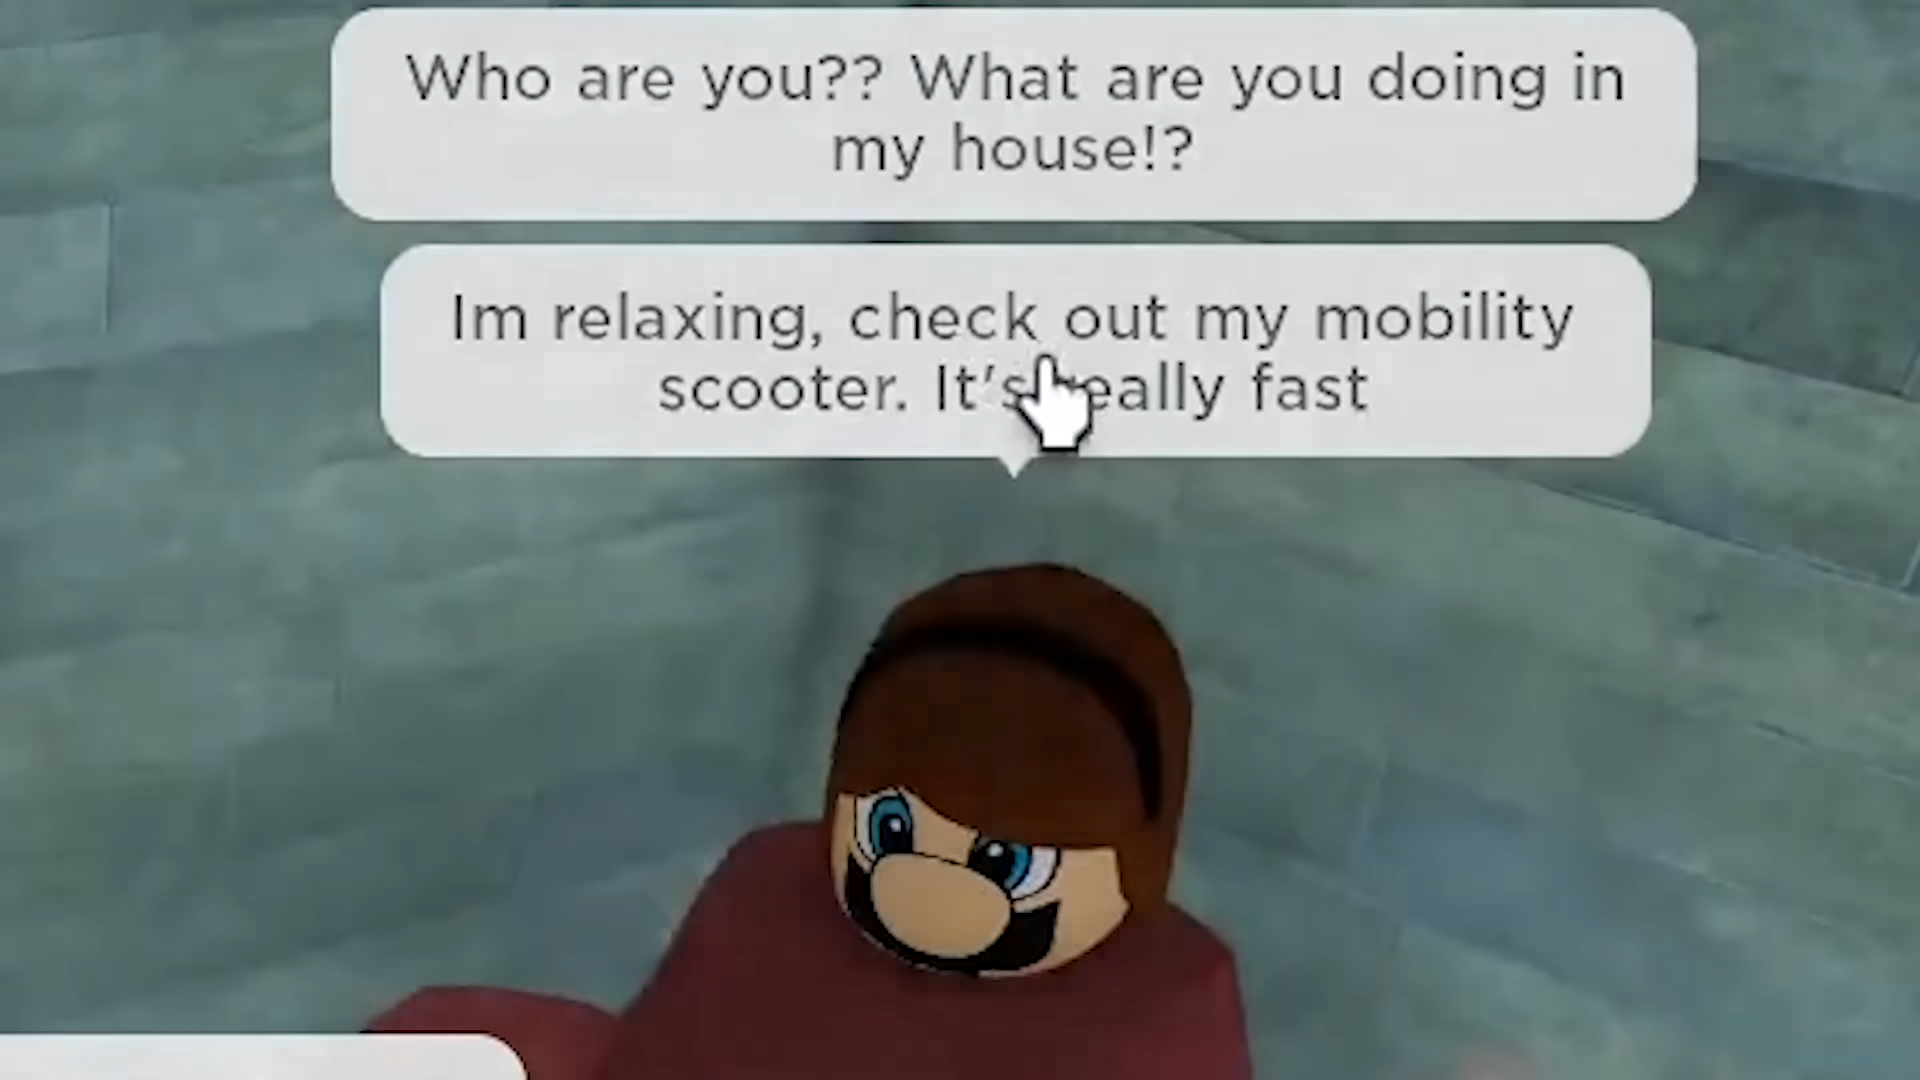 Who are you?? What are you doing in
my house!?
Im relaxing, check out my mobility
scooter. It's really fast